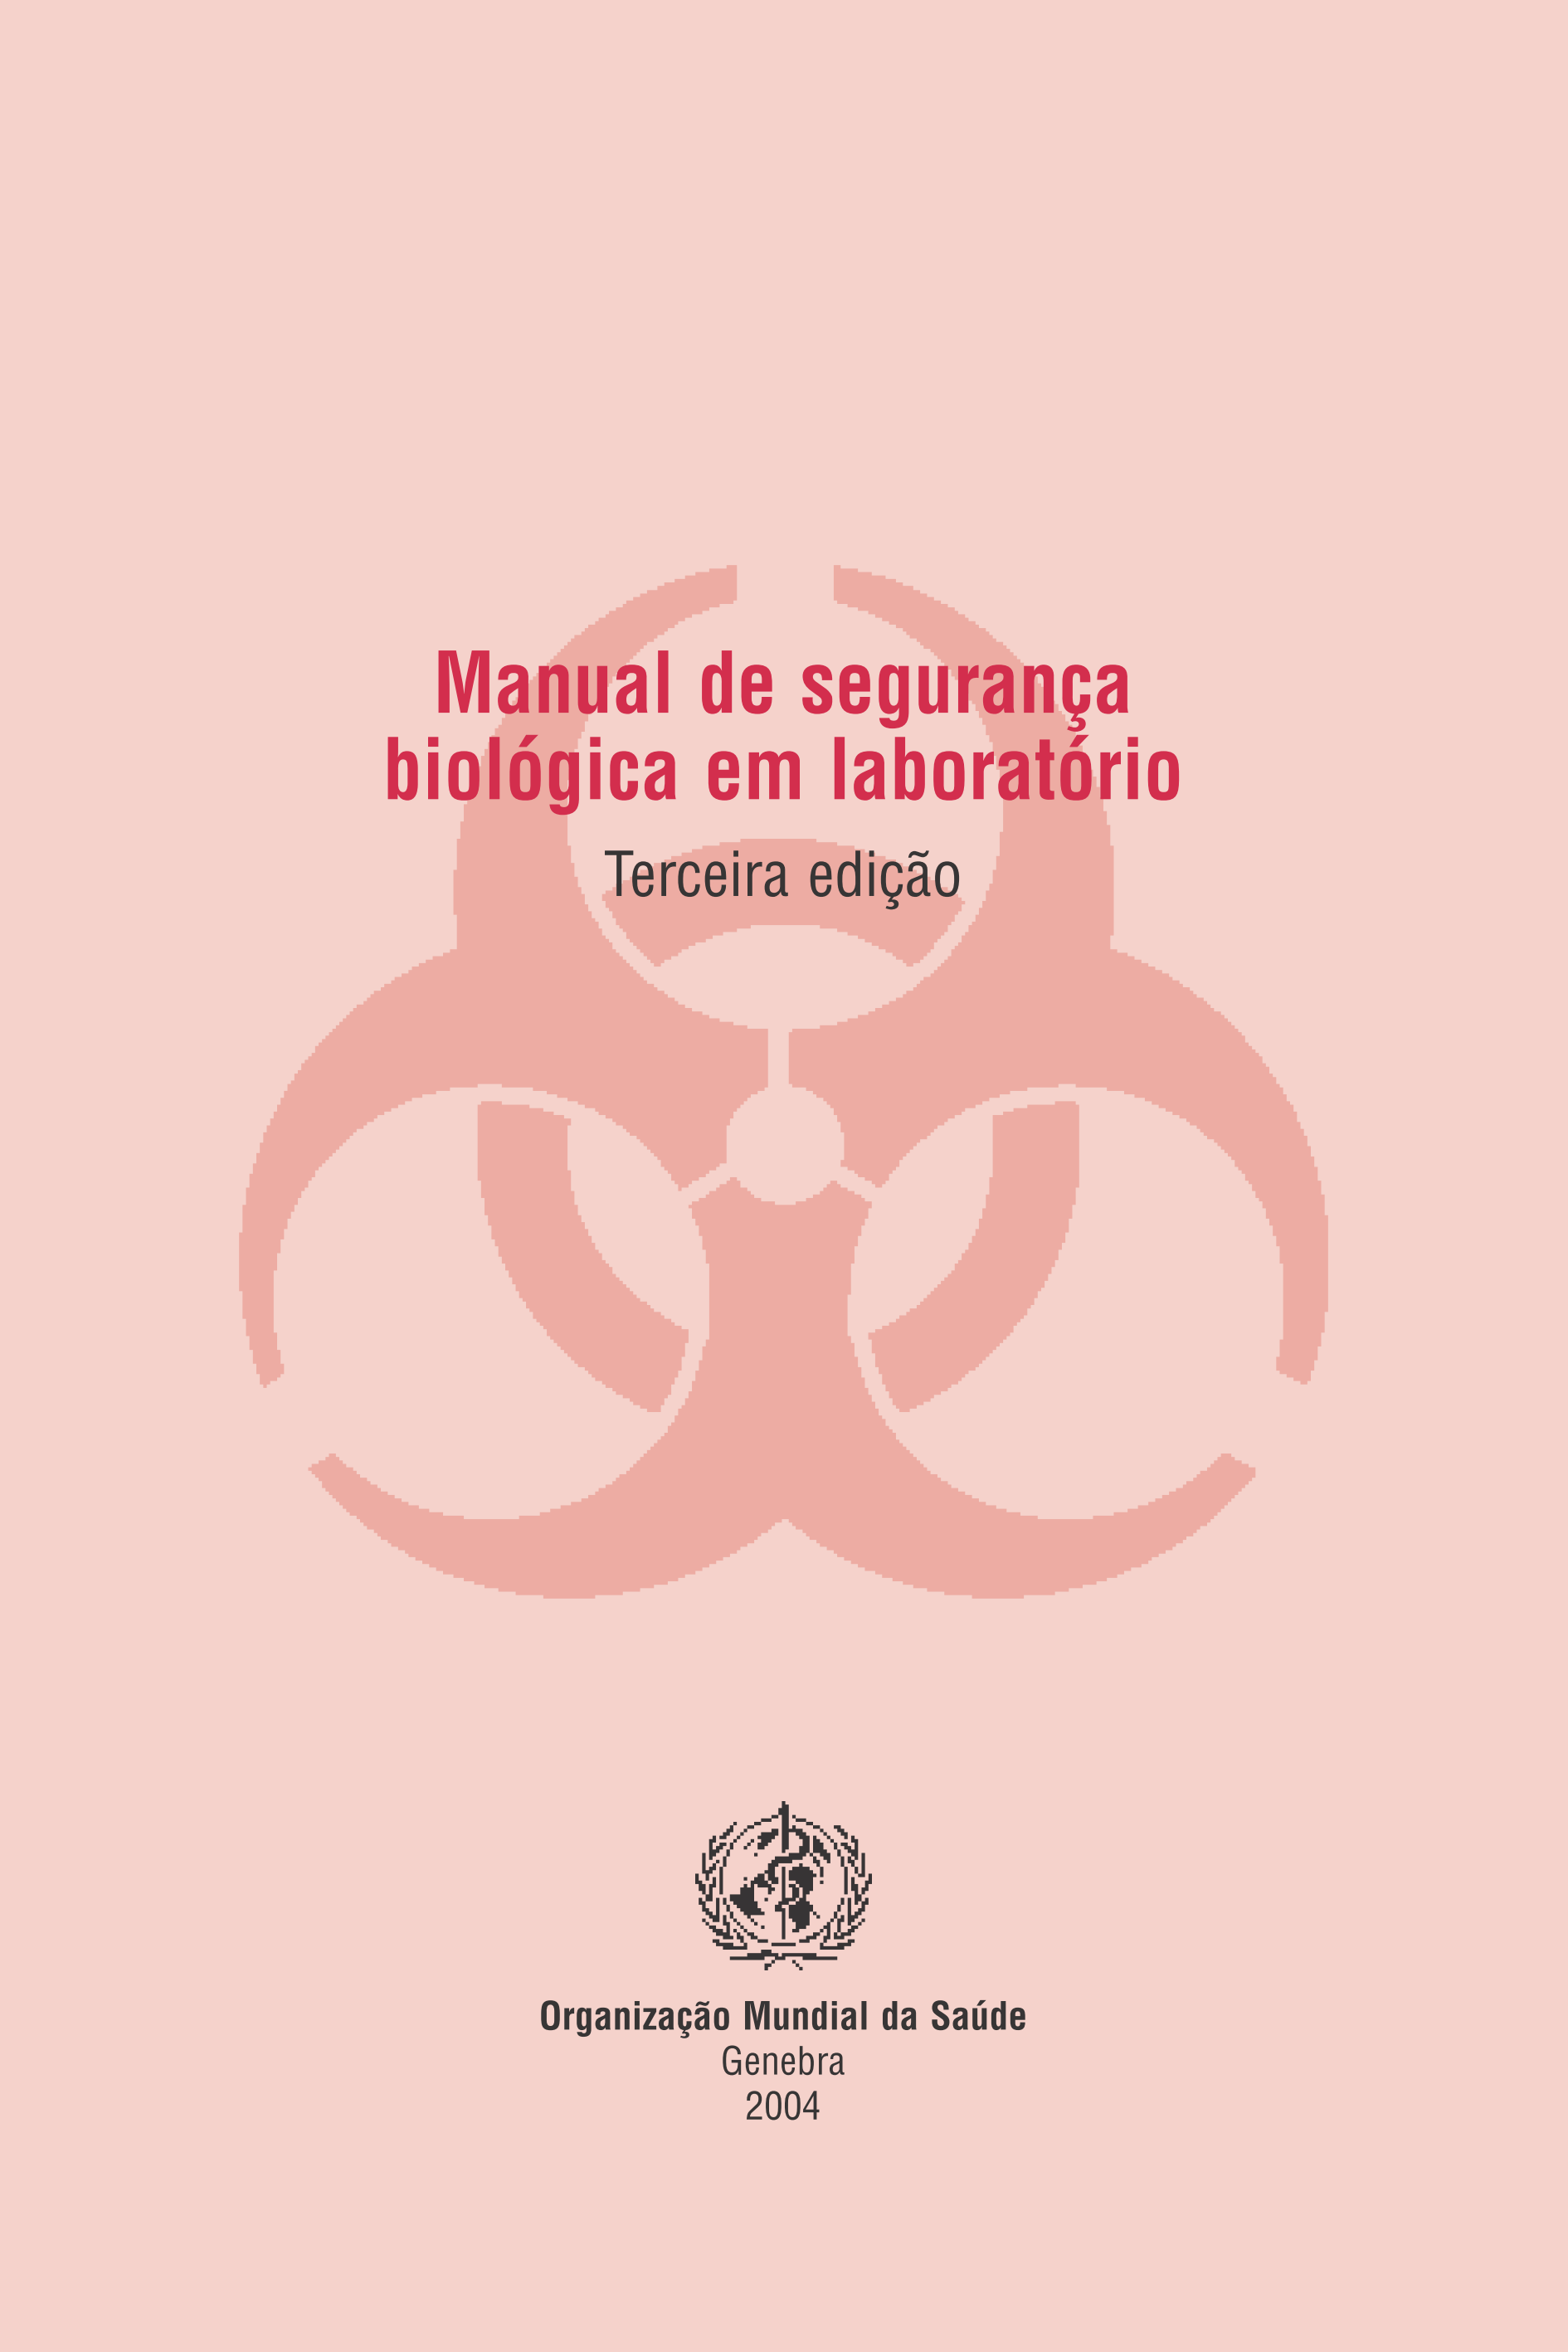 Manual de segurança
biológica em laboratório
Terceira edição
Organização Mundial da Saúde
Genebra
2004